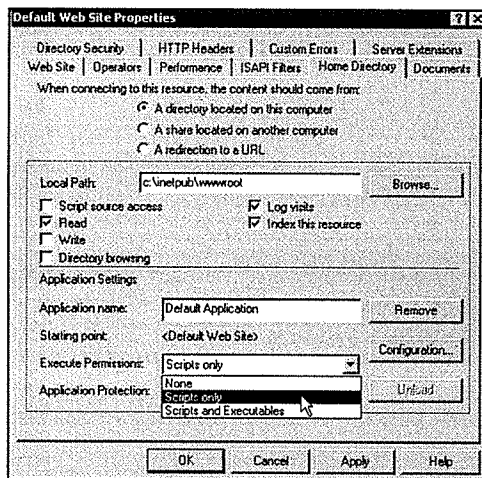 Default Web Site Properties
Directory Security HTTP Headers Custom Errors Server Extensions
Web Site Operators Performance ISAPI Filters Home Directory Documents
When connecting to this resource, the content should come from:
A directory located on this computer
A share located on another computer
A redirection to a URL
Local Path: c:\inetpub\wwwroot Browse...
Script source access Log visits
Read Index this resource
Write
Directory browsing
Application Settings
Application name: Default Application Remove
Starting point: <Default Web Site>
Configuration...
Execute Permissions: Scripts only
None
Application Protection: Scripts only Unload
Scripts and Executables
OK Cancel Apply Help